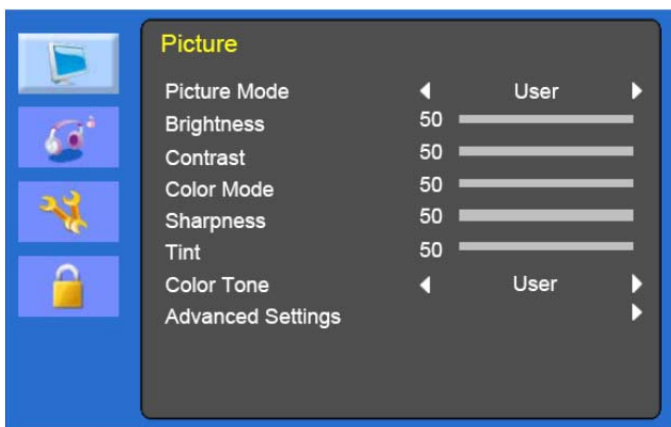 Picture
Picture Mode User
Brightness 50
Contrast 50
Color Mode 50
Sharpness 50
Tint 50
Color Tone User
Advanced Settings